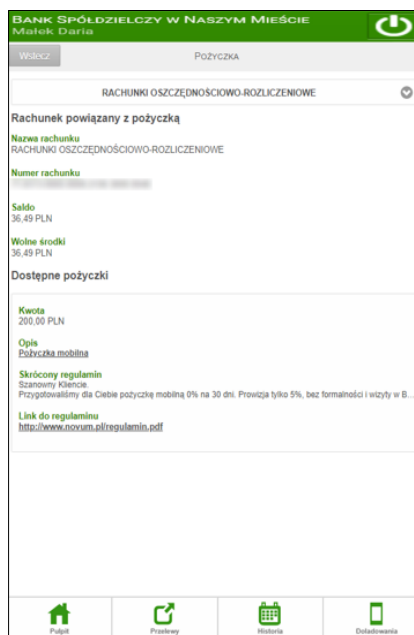 BANK SPÓŁDZIELCZY W NASZYM MIEŚCIE
Małek Daria
Wstecz
POŻYCZKA
RACHUNKI OSZCZĘDNOŚCIOWO-ROZLICZENIOWE
Rachunek powiązany z pożyczką
Nazwa rachunku
RACHUNKI OSZCZĘDNOŚCIOWO-ROZLICZENIOWE
Numer rachunku
Saldo
36,49 PLN
Wolne środki
36,49 PLN
Dostępne pożyczki
Kwota
200,00 PLN
Opis
Pożyczka mobilna
Skrócony regulamin
Szanowny Kliencie.
Przygotowaliśmy dla Ciebie pożyczkę mobilną 0% na 30 dni. Prowizja tylko 5%, bez formalności i wizyty w B...
Link do regulaminu
http://www.novum.pl/regulamin.pdf
Pulpit
Przelewy
Historia
Doładowania